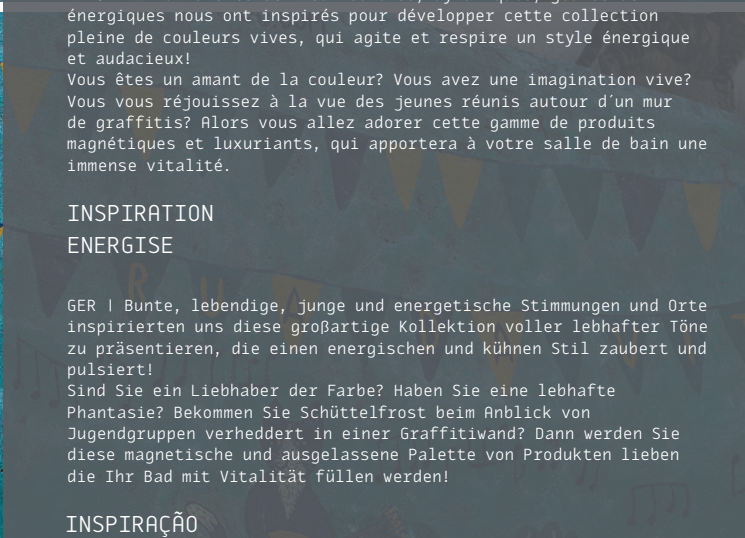 énergiques nous ont inspirés pour développer cette collection
pleine de couleurs vives, qui agite et respire un style énergique
et audacieux!
Vous êtes un amant de la couleur? Vous avez une imagination vive?
Vous vous réjouissez à la vue des jeunes réunis autour d´un mur
de graffitis? Alors vous allez adorer cette gamme de produits
magnétiques et luxuriants, qui apportera à votre salle de bain une
immense vitalité.
INSPIRATION
ENERGISE
GER | Bunte, lebendige, junge und energetische Stimmungen und Orte
inspirierten uns diese großartige Kollektion voller lebhafter Töne
zu präsentieren, die einen energischen und kühnen Stil zaubert und
pulsiert!
Sind Sie ein Liebhaber der Farbe? Haben Sie eine lebhafte
Phantasie? Bekommen Sie Schüttelfrost beim Anblick von
Jugendgruppen verheddert in einer Graffitiwand? Dann werden Sie
diese magnetische und ausgelassene Palette von Produkten lieben
die Ihr Bad mit Vitalität füllen werden!
INSPIRAÇÃO